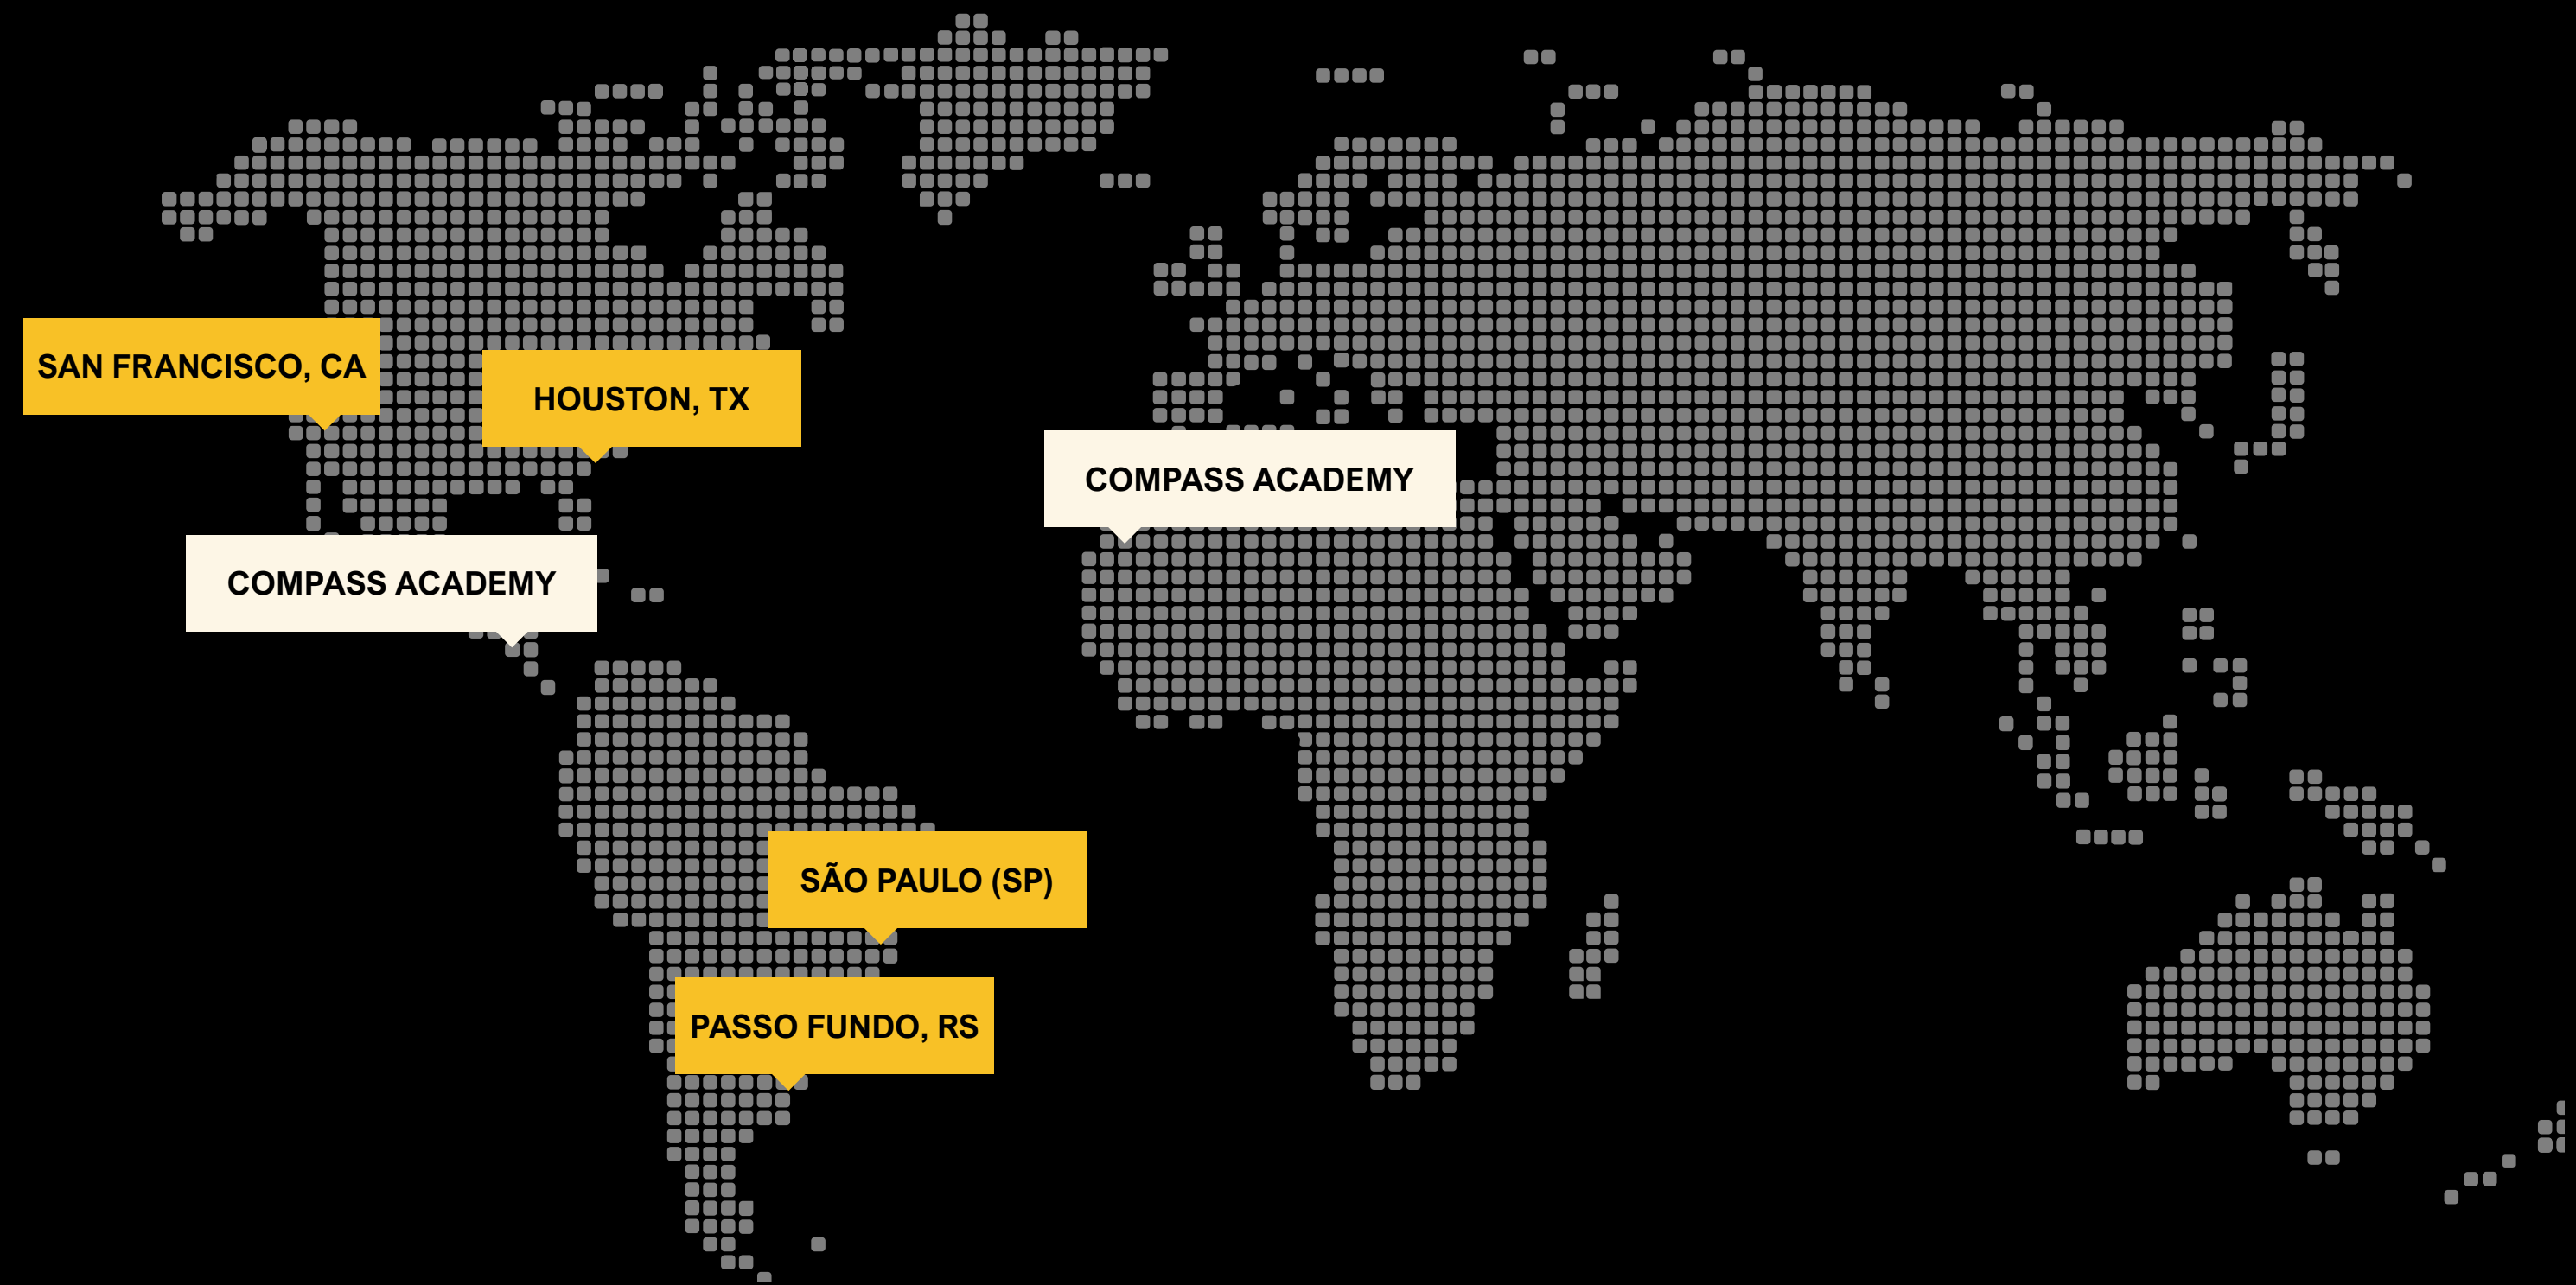 SAN FRANCISCO, CA
HOUSTON, TX
COMPASS ACADEMY
COMPASS ACADEMY
SÃO PAULO (SP)
PASSO FUNDO, RS